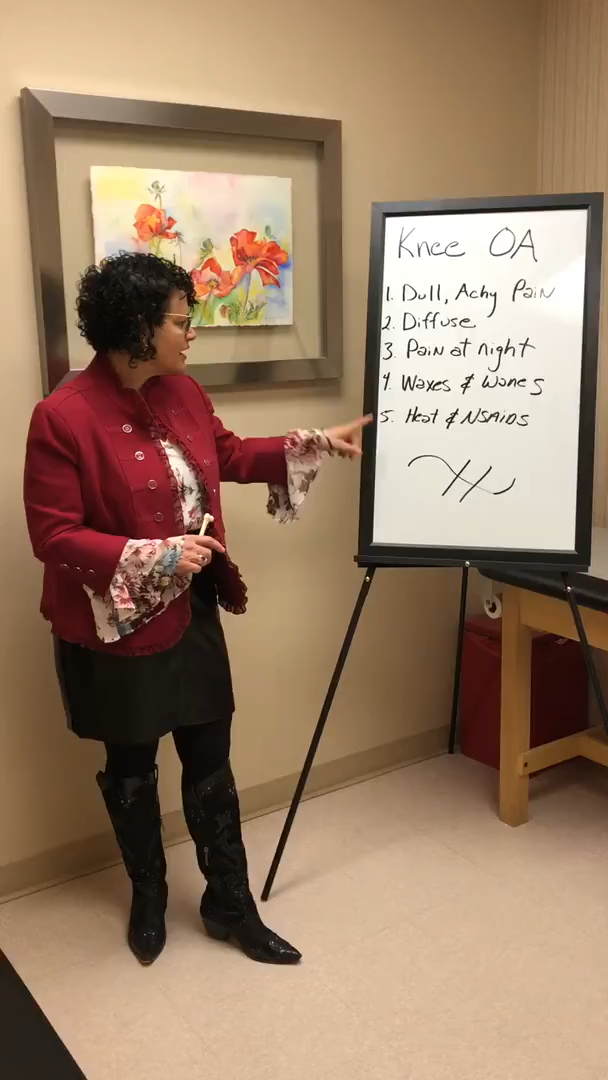 Knee OA
1. Dull, Achy Pain
2. Diffuse
3. Pain at night
4. Waxes & Wanes
5. Heat & NSAIDS